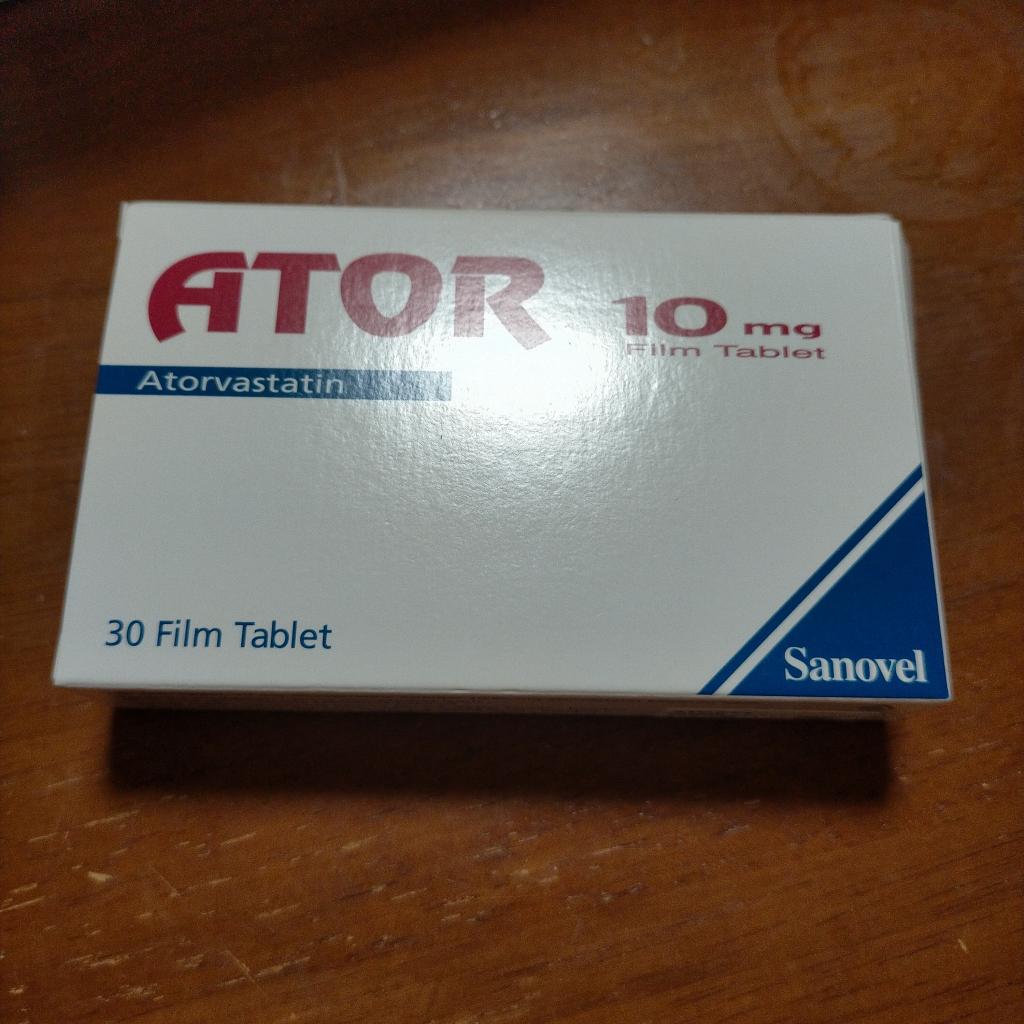 ATOR 10 mg
Film Tablet
Atorvastatin
30 Film Tablet
Sanovel